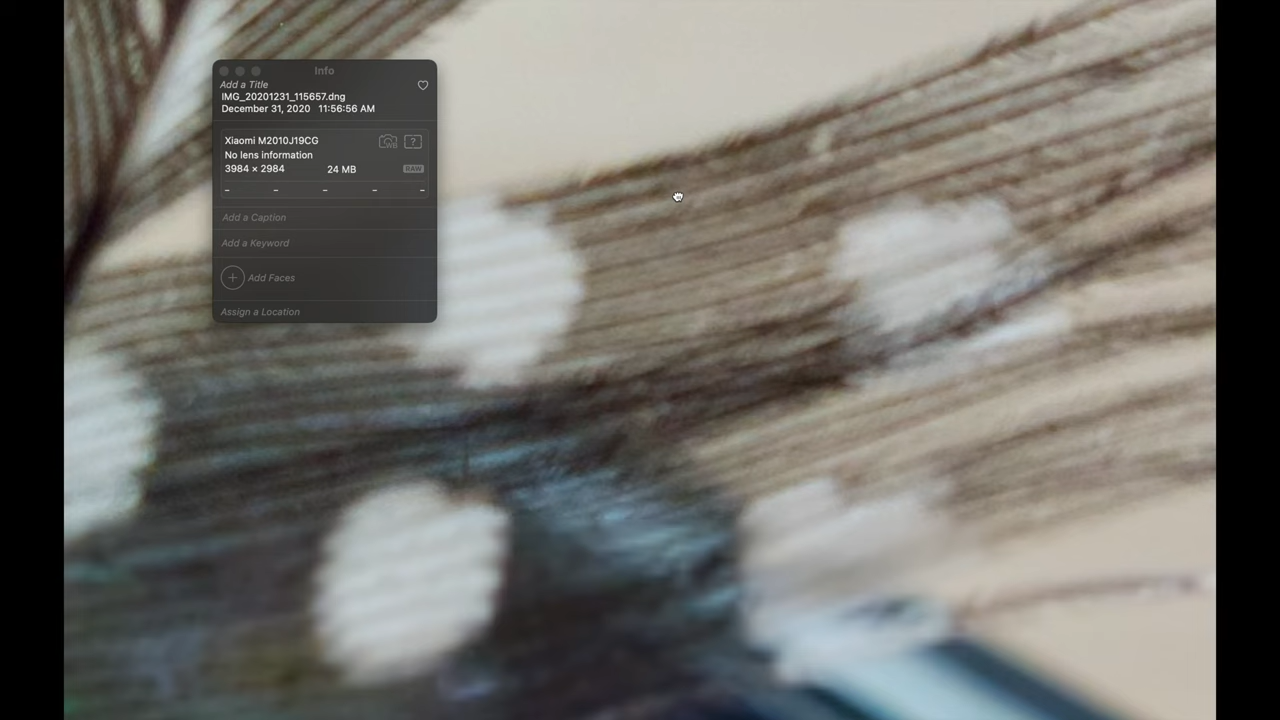 Info
Add a Title
IMG_20201231_115657.dng
December 31, 2020 11:56:56 AM
Xiaomi M2010J19CG
No lens information
3984 × 2984 24 MB RAW
– – – – –
Add a Caption
Add a Keyword
Add Faces
Assign a Location